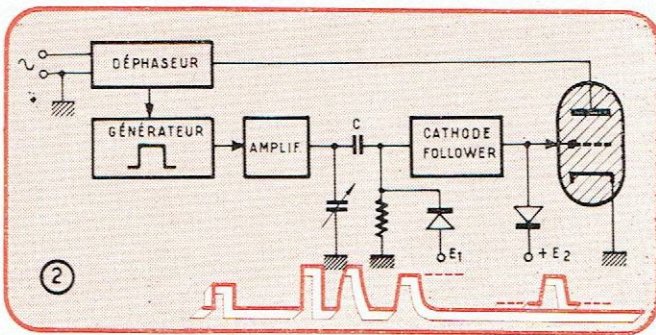 DÉPHASEUR
GÉNÉRATEUR
AMPLIF.
C
CATHODE
FOLLOWER
E1
+E2
2